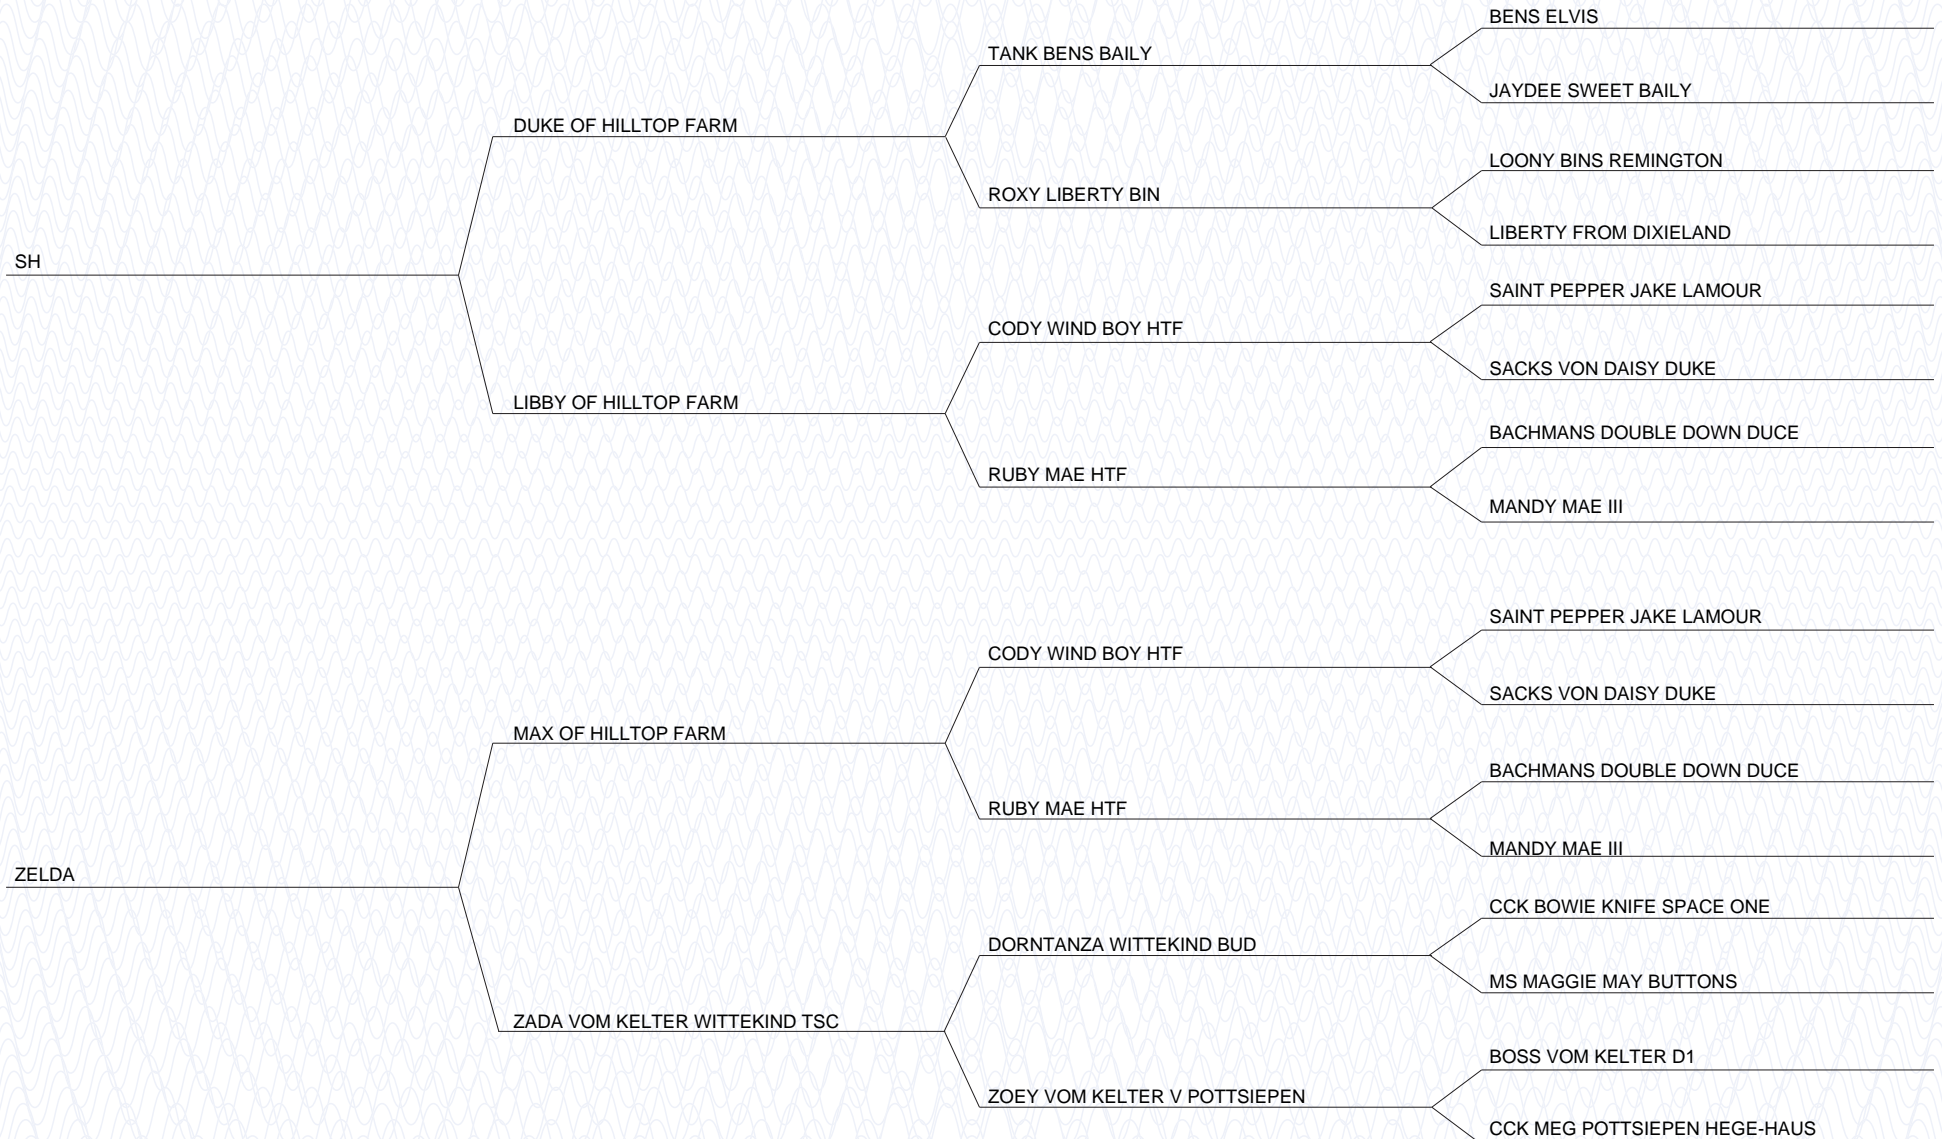 BENS ELVIS
TANK BENS BAILY
JAYDEE SWEET BAILY
DUKE OF HILLTOP FARM
LOONY BINS REMINGTON
ROXY LIBERTY BIN
LIBERTY FROM DIXIELAND
SH
SAINT PEPPER JAKE LAMOUR
CODY WIND BOY HTF
SACKS VON DAISY DUKE
LIBBY OF HILLTOP FARM
BACHMANS DOUBLE DOWN DUCE
RUBY MAE HTF
MANDY MAE III
SAINT PEPPER JAKE LAMOUR
CODY WIND BOY HTF
SACKS VON DAISY DUKE
MAX OF HILLTOP FARM
BACHMANS DOUBLE DOWN DUCE
RUBY MAE HTF
MANDY MAE III
ZELDA
CCK BOWIE KNIFE SPACE ONE
DORNTANZA WITTEKIND BUD
MS MAGGIE MAY BUTTONS
ZADA VOM KELTER WITTEKIND TSC
BOSS VOM KELTER D1
ZOEY VOM KELTER V POTTSIEPEN
CCK MEG POTTSIEPEN HEGE-HAUS